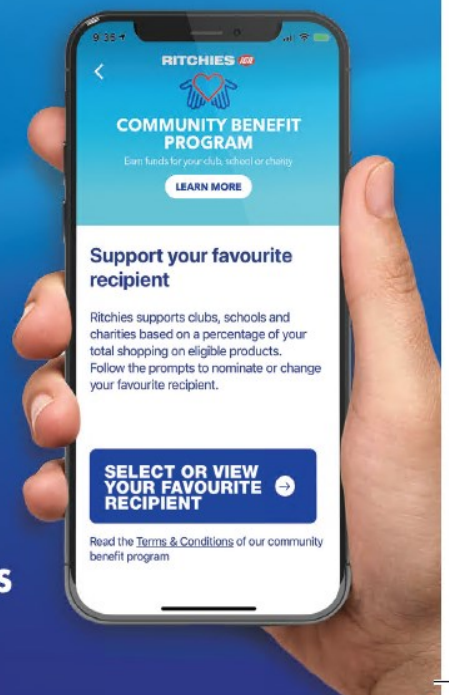 9:35
RITCHIES IGA
COMMUNITY BENEFIT
PROGRAM
Earn funds for your club, school or charity
LEARN MORE
Support your favourite
recipient
Ritchies supports clubs, schools and
charities based on a percentage of your
total shopping on eligible products.
Follow the prompts to nominate or change
your favourite recipient.
SELECT OR VIEW
YOUR FAVOURITE
RECIPIENT
Read the Terms & Conditions of our community
benefit program
S